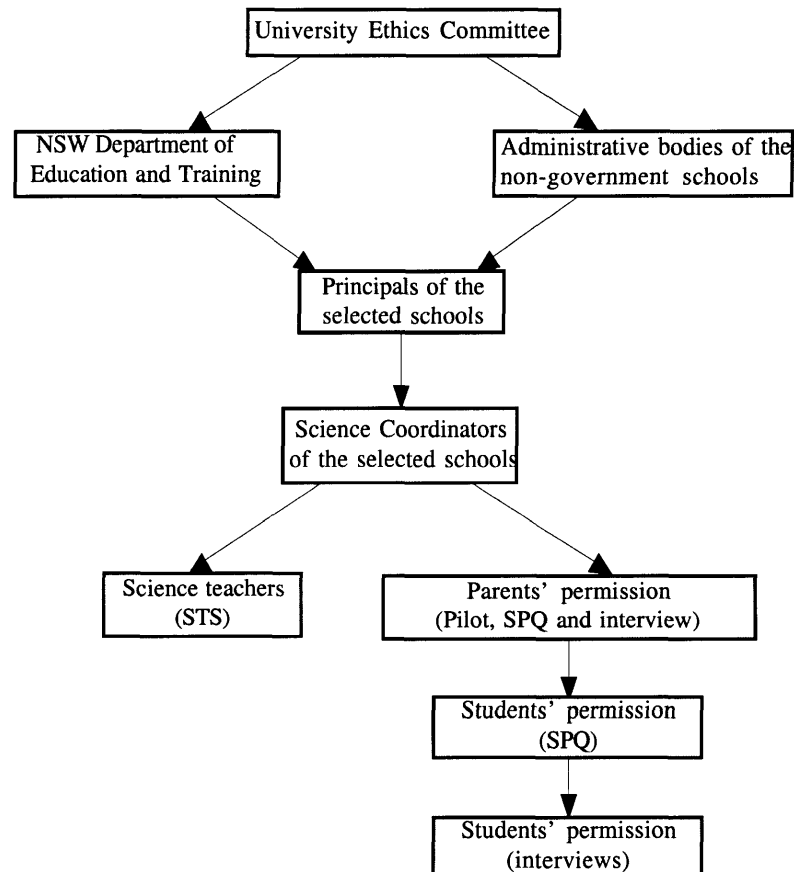 University Ethics Committee
NSW Department of
Education and Training
Administrative bodies of the
non-government schools
Principals of the
selected schools
Science Coordinators
of the selected schools
Science teachers
(STS)
Parents' permission
(Pilot, SPQ and interview)
Students' permission
(SPQ)
Students' permission
(interviews)